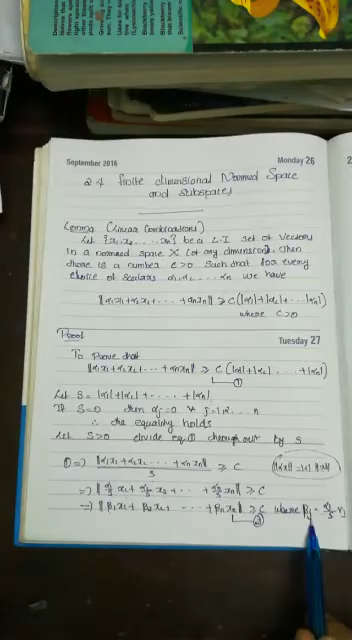 September 2016
Monday 26
2.4 finite dimensional Normed Space
and subspaces
Lemma (Linear Combinations)
Let {x1, x2, ... xn} be a L.I set of vectors
in a normed space X (of any dimension), then
there is a number C>0 such that for every
choice of scalars α1, α2, ... αn we have
||α1x1+α2x2+ ... +αnxn|| ≥ C(|α1|+|α2|+...|αn|)
where C>0
Tuesday 27
Proof
To Prove that
||α1x1+α2x2+ ... +αnxn|| ≥ C(|α1|+|α2| ... +|αn|)
①
Let S=|α1|+|α2|+ ..... +|αn|
If S=0 then αj=0 ∀ j=1,2...n
∴ the equality holds
Let S>0 divide eq① throughout by S
①=) ||α1x1+α2x2 ..... +αnxn||/S ≥ C
||αx||=|α| ||x||
=) ||α1/S x1+ α2/S x2+ ... +αn/S xn|| ≥ C
=) ||β1x1+ β2x2+ ... +βnxn|| ≥ C where βj=αj/S ∀j
②